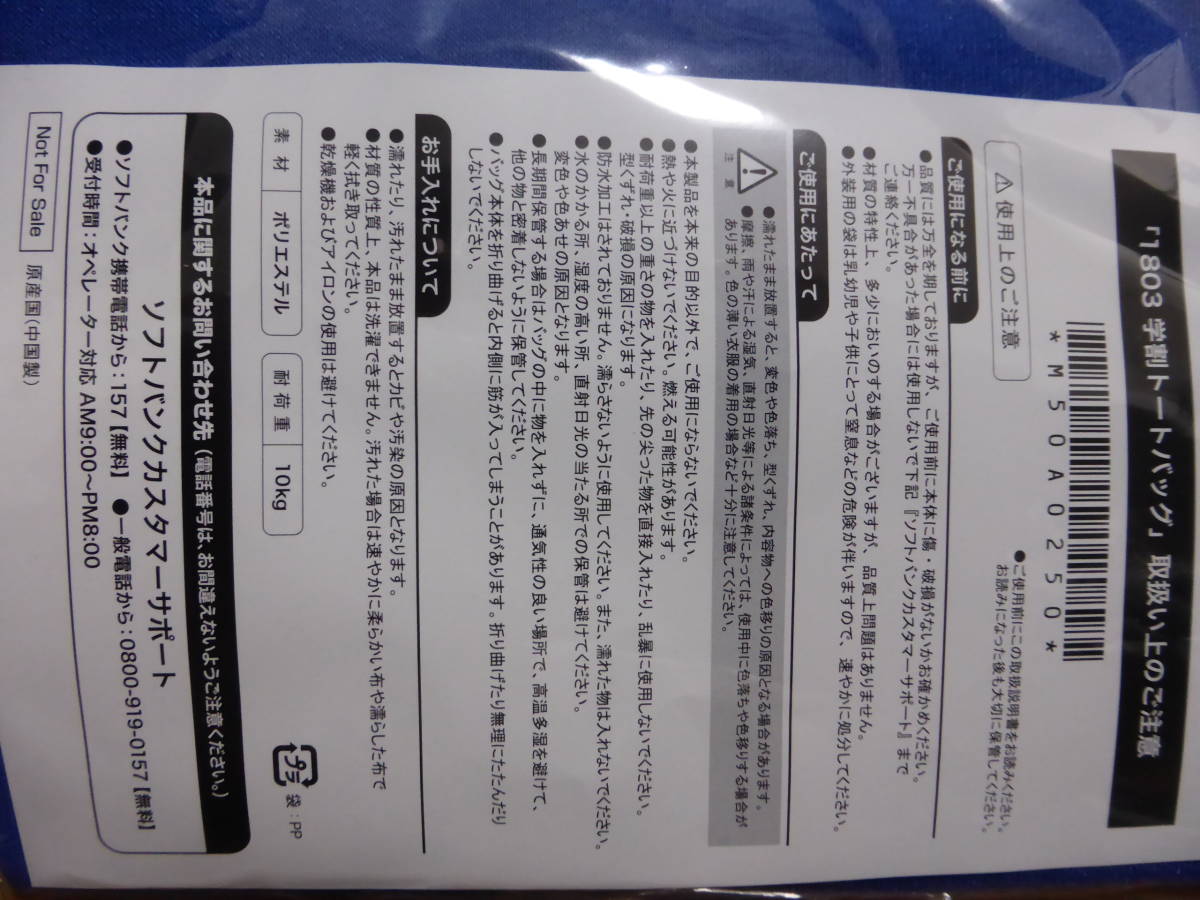 「1803 学割トートバッグ」取扱い上のご注意
*M50A0250*
⚠使用上のご注意
●ご使用前にこの取扱説明書をお読みください。
お読みになった後も大切に保管してください。
ご使用になる前に
●品質には万全を期しておりますが、ご使用前に本体に傷・破損がないかお確かめください。
万一不具合があった場合には使用しないで下記『ソフトバンクカスタマーサポート』まで
ご連絡ください。
●材質の特性上、多少においのする場合がございますが、品質上問題はありません。
●外装用の袋は乳幼児や子供にとって窒息などの危険が伴いますので、速やかに処分してください。
ご使用にあたって
注意
●濡れたまま放置すると、変色や色落ち、型くずれ、内容物への色移りの原因となる場合があります。
●摩擦、雨や汗による湿気、直射日光等による諸条件によっては、使用中に色落ちや色移りする場合が
あります。色の薄い衣服の着用の場合など十分に注意してください。
●本製品を本来の目的以外で、ご使用にならないでください。
●熱や火に近づけないでください。燃える可能性があります。
●耐荷重以上の重さの物を入れたり、先の尖った物を直接入れたり、乱暴に使用しないでください。
型くずれ・破損の原因になります。
●防水加工はされておりません。濡らさないように使用してください。また、濡れた物は入れないでください。
●水のかかる所、湿度の高い所、直射日光の当たる所での保管は避けてください。
変色や色あせの原因となります。
●長期間保管する場合はバッグの中に物を入れずに、通気性の良い場所で、高温多湿を避けて、
他の物と密着しないように保管してください。
●バッグ本体を折り曲げると内側に筋が入ってしまうことがあります。折り曲げたり無理にたたんだり
しないでください。
お手入れについて
●濡れたり、汚れたまま放置するとカビや汚染の原因となります。
●材質の性質上、本品は洗濯できません。汚れた場合は速やかに柔らかい布や濡らした布で
軽く拭き取ってください。
●乾燥機およびアイロンの使用は避けてください。
素材 ポリエステル 耐荷重 10kg
プラ 袋:PP
本品に関するお問い合わせ先(電話番号は、お間違えないようご注意ください。)
ソフトバンクカスタマーサポート
●ソフトバンク携帯電話から:157【無料】 ●一般電話から:0800-919-0157【無料】
●受付時間:オペレーター対応 AM9:00〜PM8:00
Not For Sale 原産国(中国製)